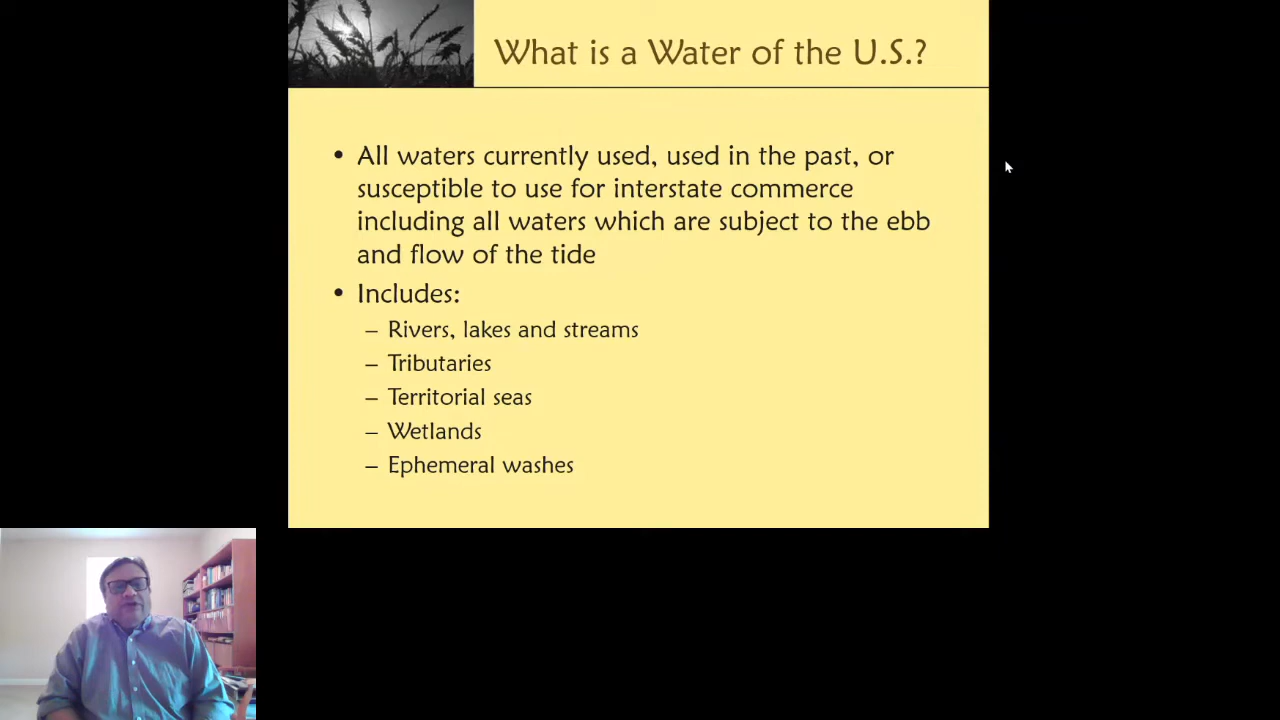 What is a Water of the U.S.?
• All waters currently used, used in the past, or
susceptible to use for interstate commerce
including all waters which are subject to the ebb
and flow of the tide
• Includes:
– Rivers, lakes and streams
– Tributaries
– Territorial seas
– Wetlands
– Ephemeral washes